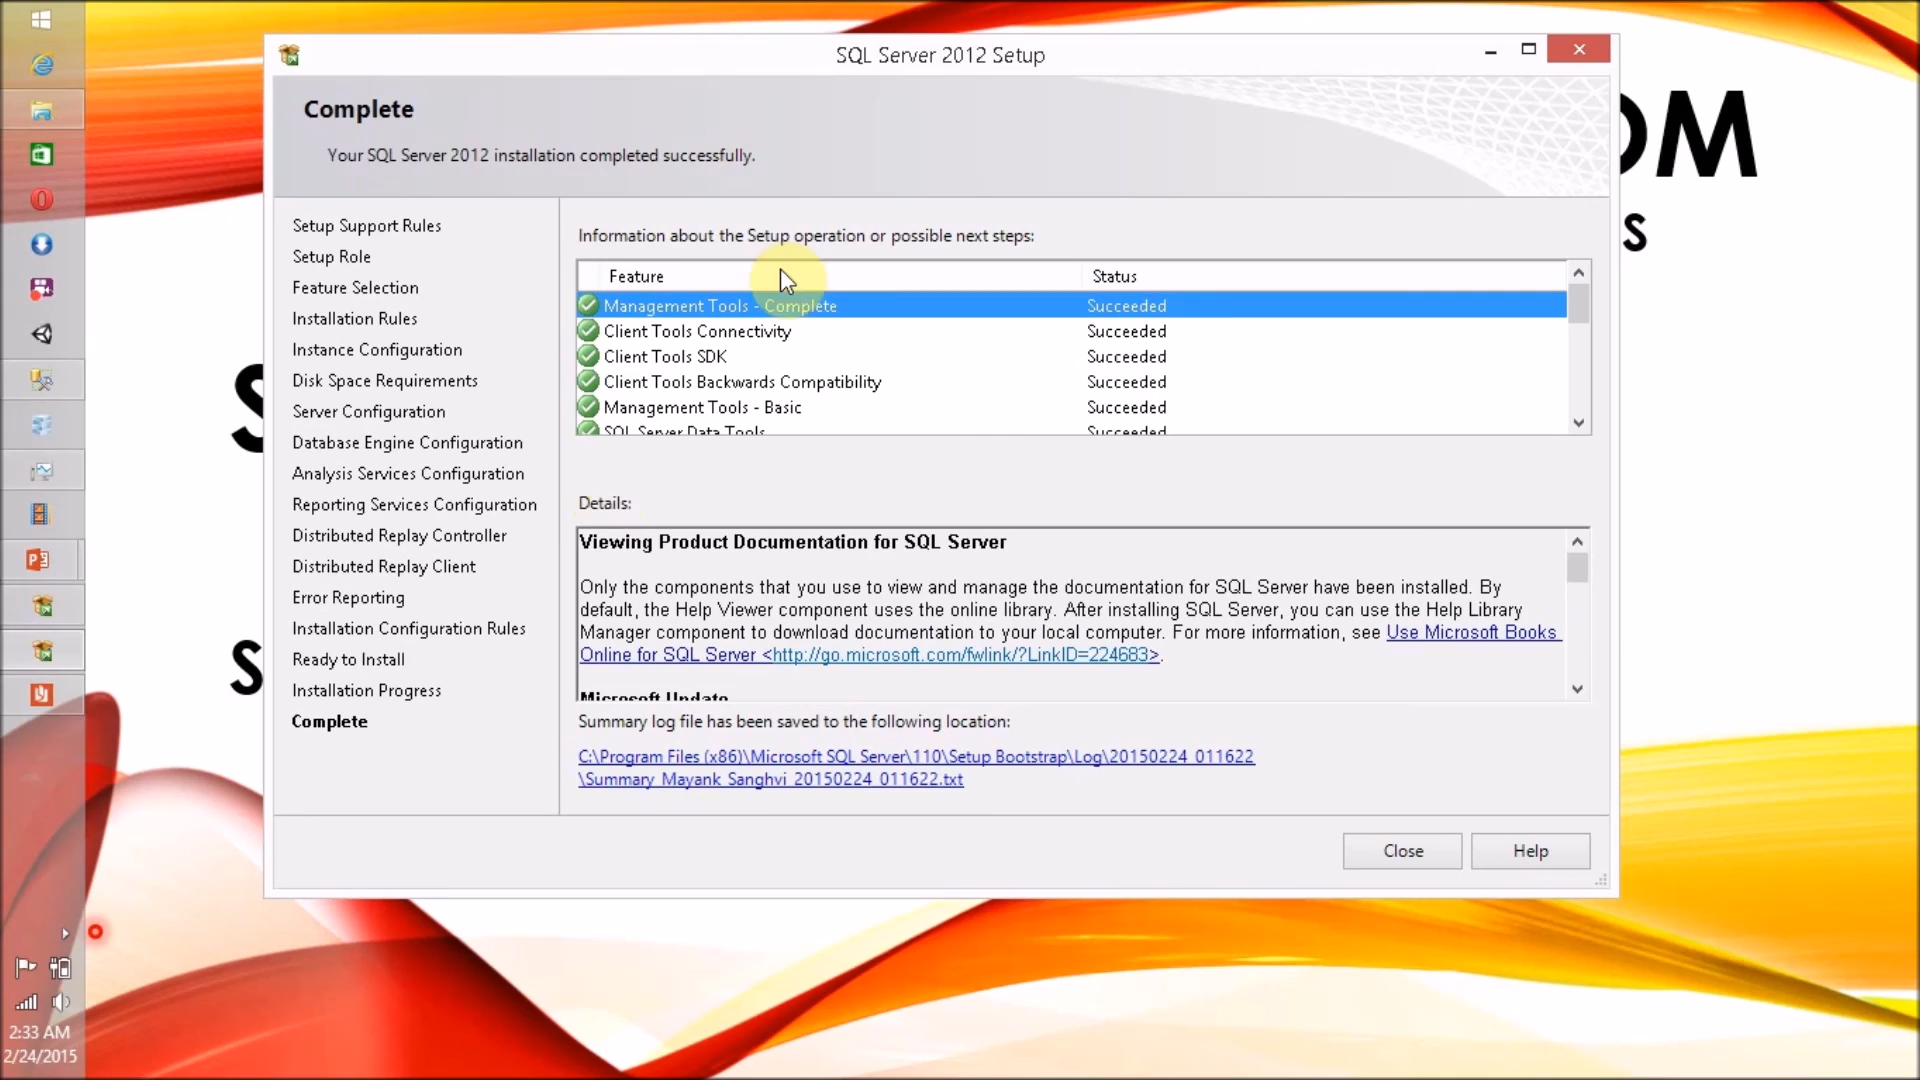 SQL Server 2012 Setup
Complete
Your SQL Server 2012 installation completed successfully.
OM
S
Setup Support Rules
Setup Role
Feature Selection
Installation Rules
Instance Configuration
Disk Space Requirements
Server Configuration
Database Engine Configuration
Analysis Services Configuration
Reporting Services Configuration
Distributed Replay Controller
Distributed Replay Client
Error Reporting
Installation Configuration Rules
Ready to Install
Installation Progress
Complete
S
S
Information about the Setup operation or possible next steps:
Feature Status
Management Tools - Complete Succeeded
Client Tools Connectivity Succeeded
Client Tools SDK Succeeded
Client Tools Backwards Compatibility Succeeded
Management Tools - Basic Succeeded
SQL Server Data Tools Succeeded
Details:
Viewing Product Documentation for SQL Server
Only the components that you use to view and manage the documentation for SQL Server have been installed. By
default, the Help Viewer component uses the online library. After installing SQL Server, you can use the Help Library
Manager component to download documentation to your local computer. For more information, see Use Microsoft Books
Online for SQL Server <http://go.microsoft.com/fwlink/?LinkID=224683>.
Microsoft Update
Summary log file has been saved to the following location:
C:\Program Files (x86)\Microsoft SQL Server\110\Setup Bootstrap\Log\20150224_011622
\Summary_Mayank_Sanghvi_20150224_011622.txt
Close Help
2:33 AM
2/24/2015